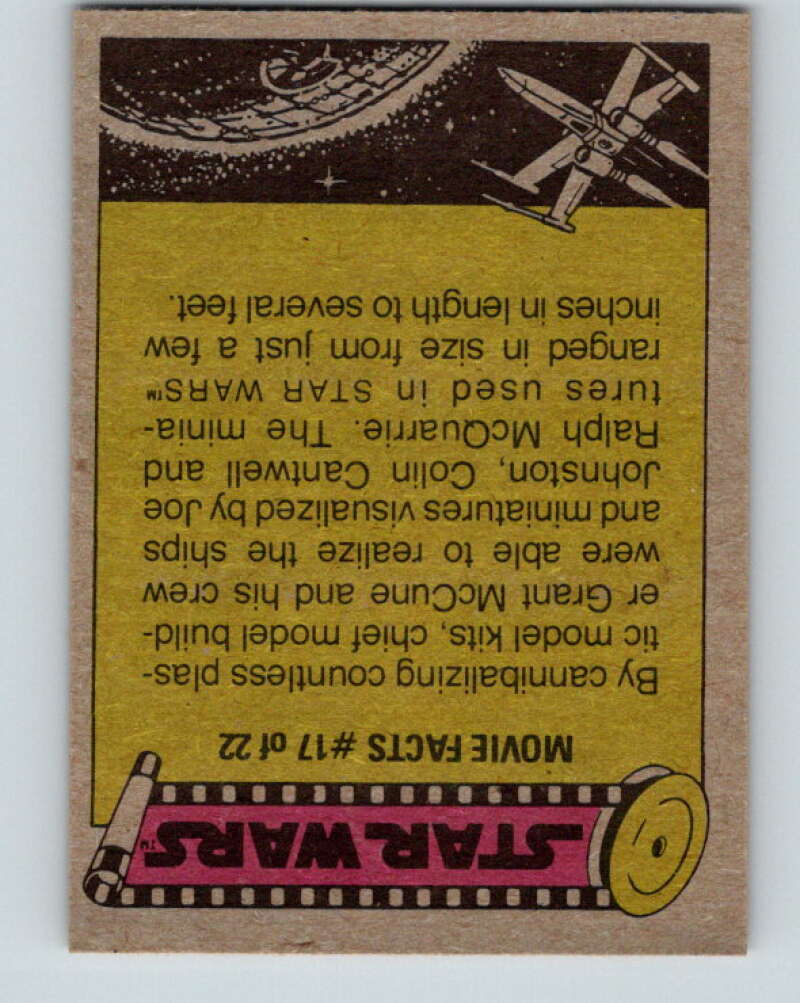 STAR WARS™
MOVIE FACTS #17 of 22
By cannibalizing countless plas-
tic model kits, chief model build-
er Grant McCune and his crew
were able to realize the ships
and miniatures visualized by Joe
Johnston, Colin Cantwell and
Ralph McQuarrie. The minia-
tures used in STAR WARS™
ranged in size from just a few
inches in length to several feet.